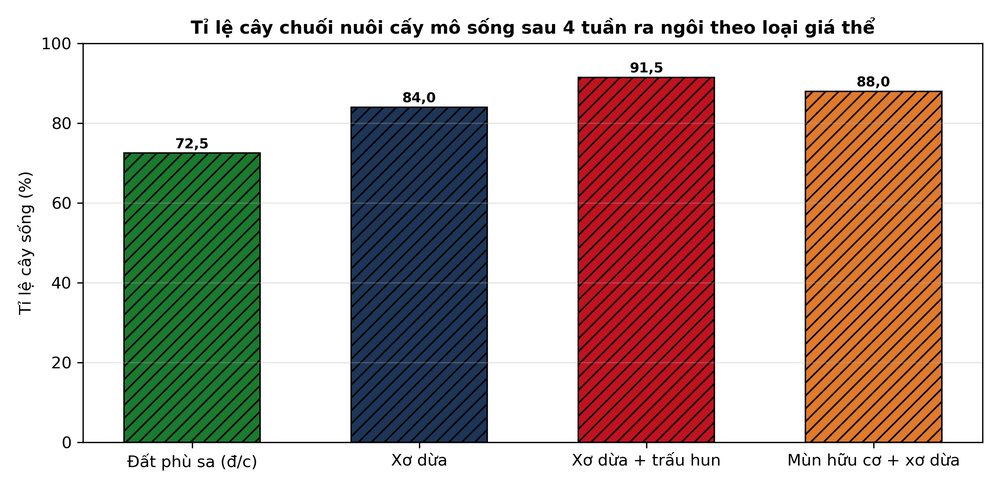 Tỉ lệ cây chuối nuôi cấy mô sống sau 4 tuần ra ngôi theo loại giá thể
Tỉ lệ cây sống (%)
100
80
60
40
20
0
72,5
84,0
91,5
88,0
Đất phù sa (đ/c)
Xơ dừa
Xơ dừa + trấu hun
Mùn hữu cơ + xơ dừa